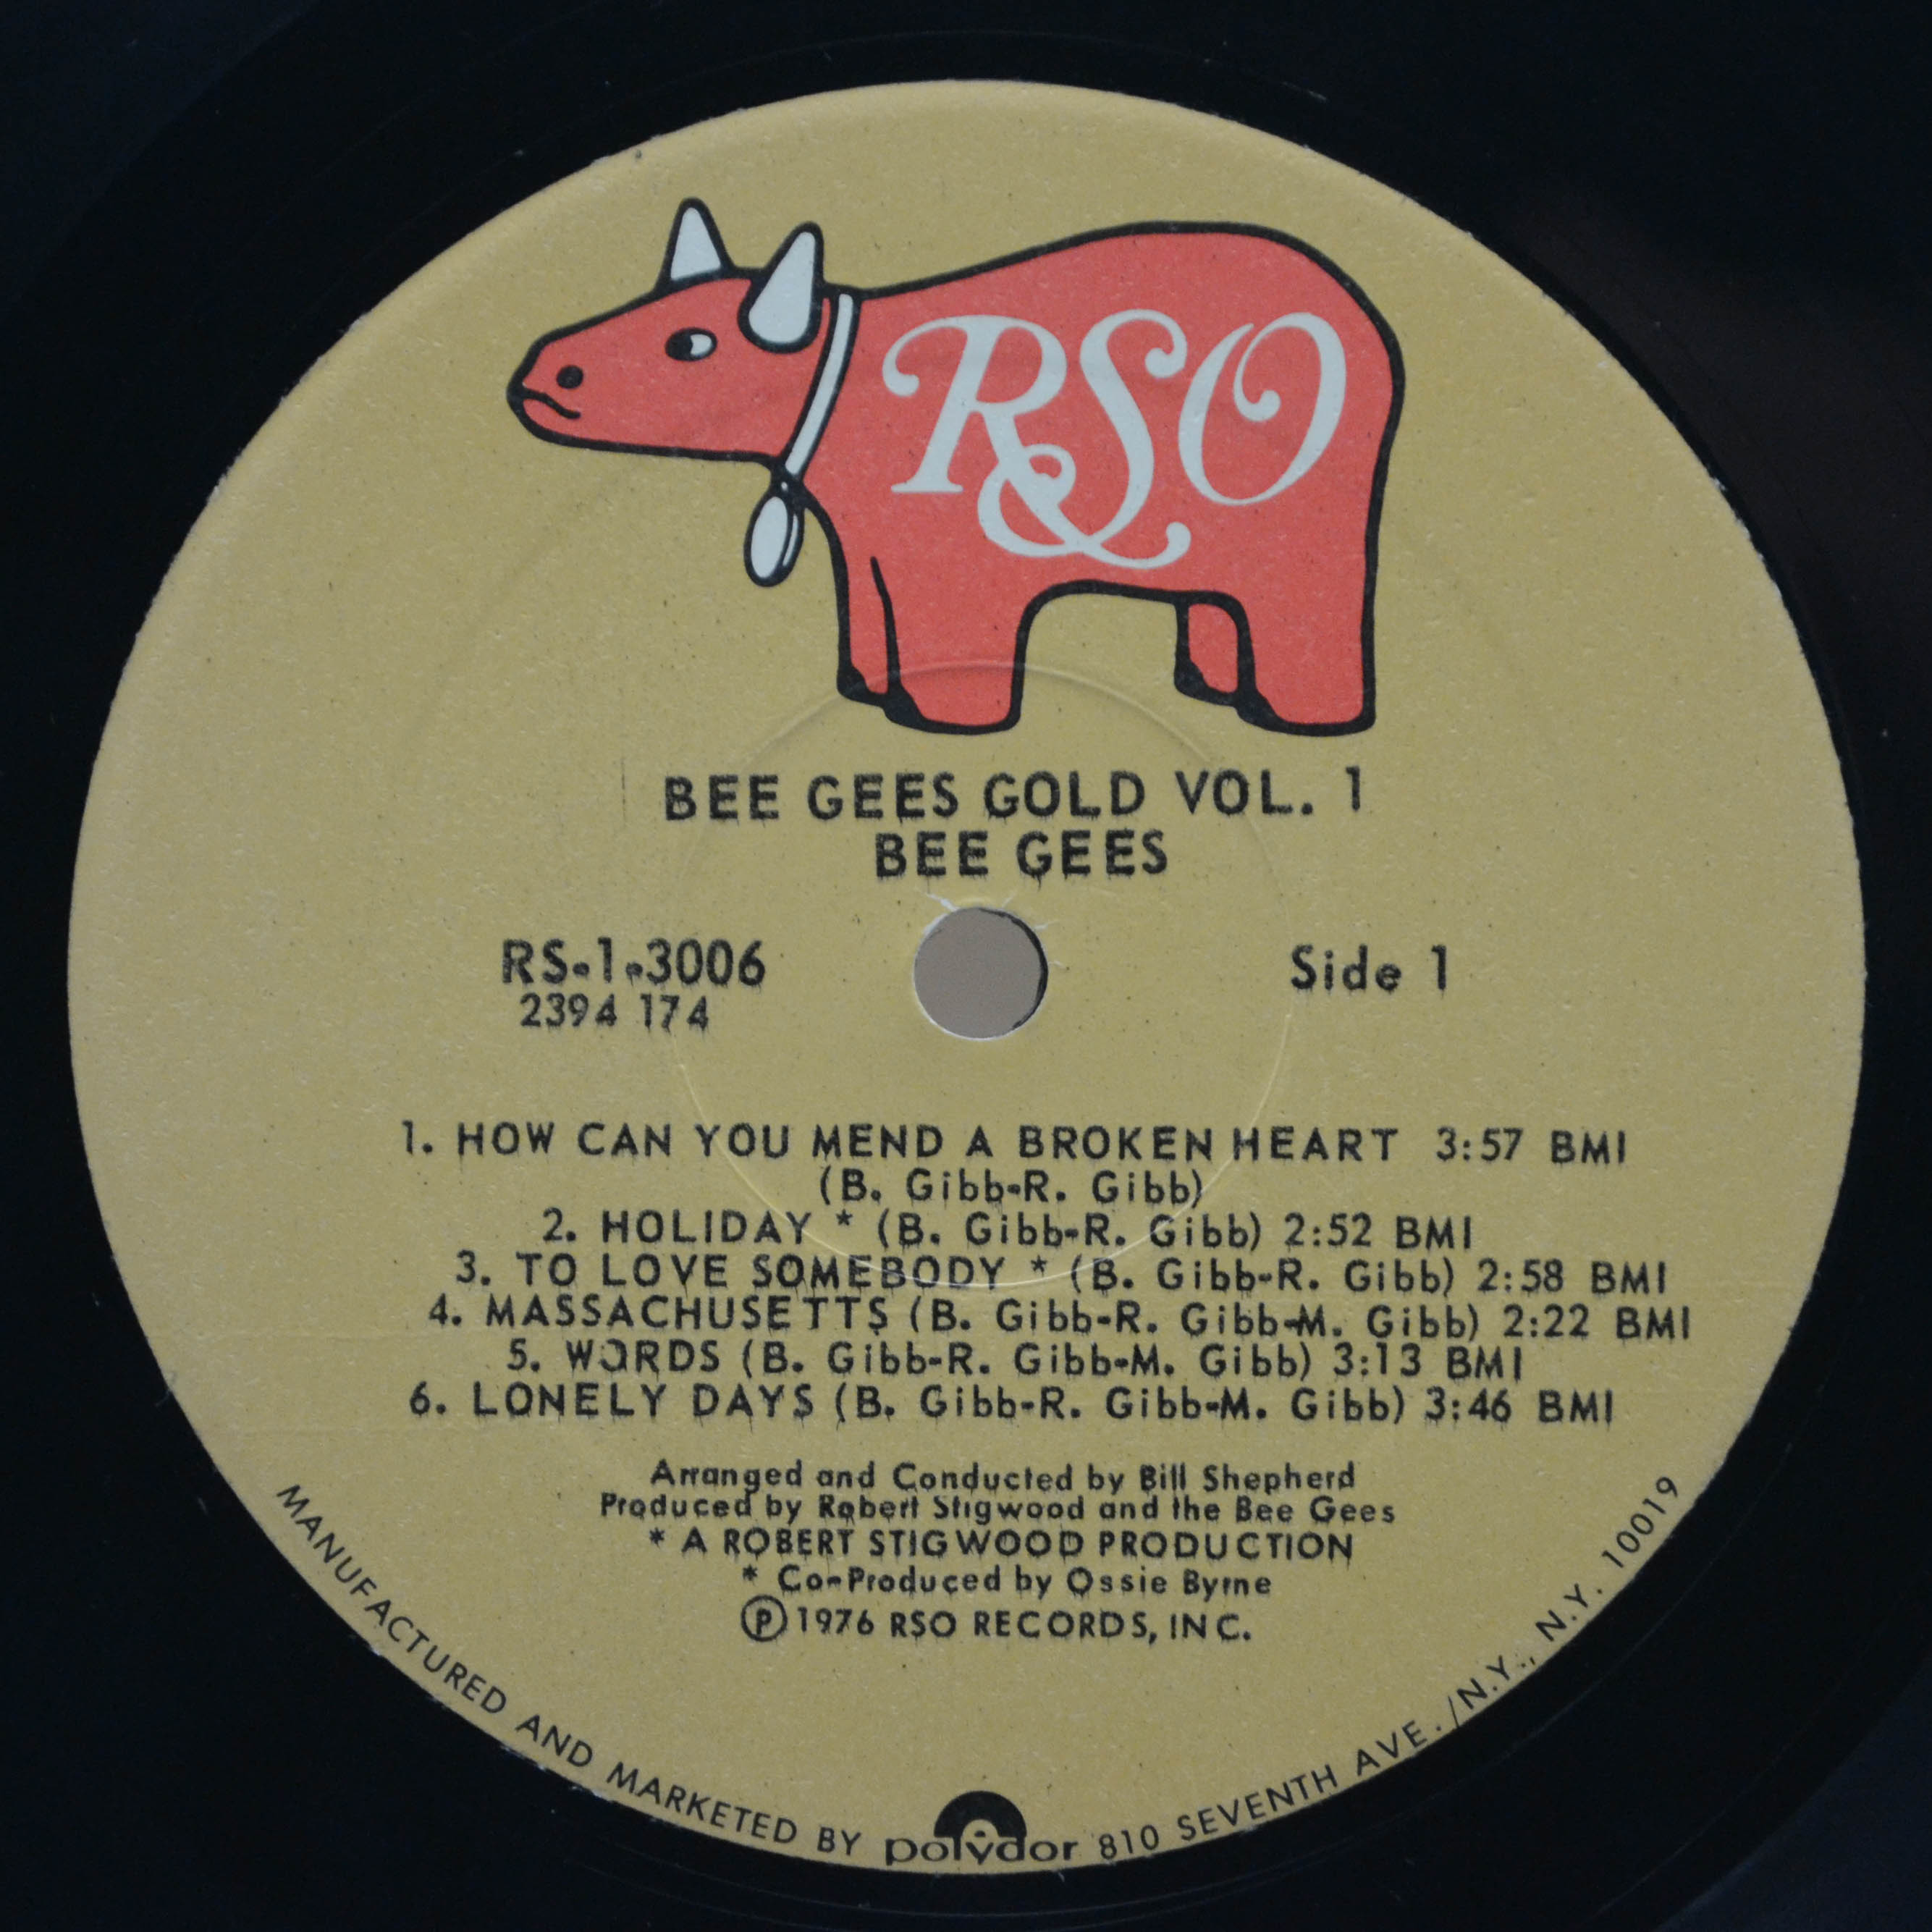 RSO
BEE GEES GOLD VOL. 1
BEE GEES
RS-1-3006
2394 174
Side 1
1. HOW CAN YOU MEND A BROKEN HEART 3:57 BMI
(B. Gibb-R. Gibb)
2. HOLIDAY * (B. Gibb-R. Gibb) 2:52 BMI
3. TO LOVE SOMEBODY * (B. Gibb-R. Gibb) 2:58 BMI
4. MASSACHUSETTS (B. Gibb-R. Gibb-M. Gibb) 2:22 BMI
5. WORDS (B. Gibb-R. Gibb-M. Gibb) 3:13 BMI
6. LONELY DAYS (B. Gibb-R. Gibb-M. Gibb) 3:46 BMI
Arranged and Conducted by Bill Shepherd
Produced by Robert Stigwood and the Bee Gees
* A ROBERT STIGWOOD PRODUCTION
* Co-Produced by Ossie Byrne
Ⓟ 1976 RSO RECORDS, INC.
MANUFACTURED AND MARKETED BY polydor 810 SEVENTH AVE./N.Y., N.Y. 10019